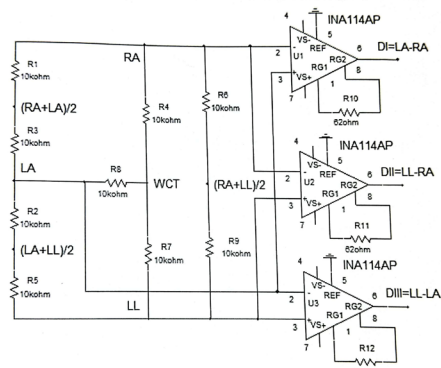 INA114AP
4
5
VS-
REF
6
DI=LA-RA
RA
2
-
U1
RG2
8
RG1
3
+
VS+
7
1
R10
62ohm
R1
10kohm
R4
10kohm
R6
10kohm
(RA+LA)/2
R3
10kohm
INA114AP
4
5
VS-
REF
6
DII=LL-RA
LA
R8
10kohm
WCT
(RA+LL)/2
2
-
U2
RG2
8
RG1
3
+
VS+
7
1
R11
62ohm
R2
10kohm
(LA+LL)/2
R7
10kohm
R9
10kohm
R5
10kohm
INA114AP
4
5
VS-
REF
6
DIII=LL-LA
LL
2
-
U3
RG2
8
RG1
3
+
VS+
7
1
R12